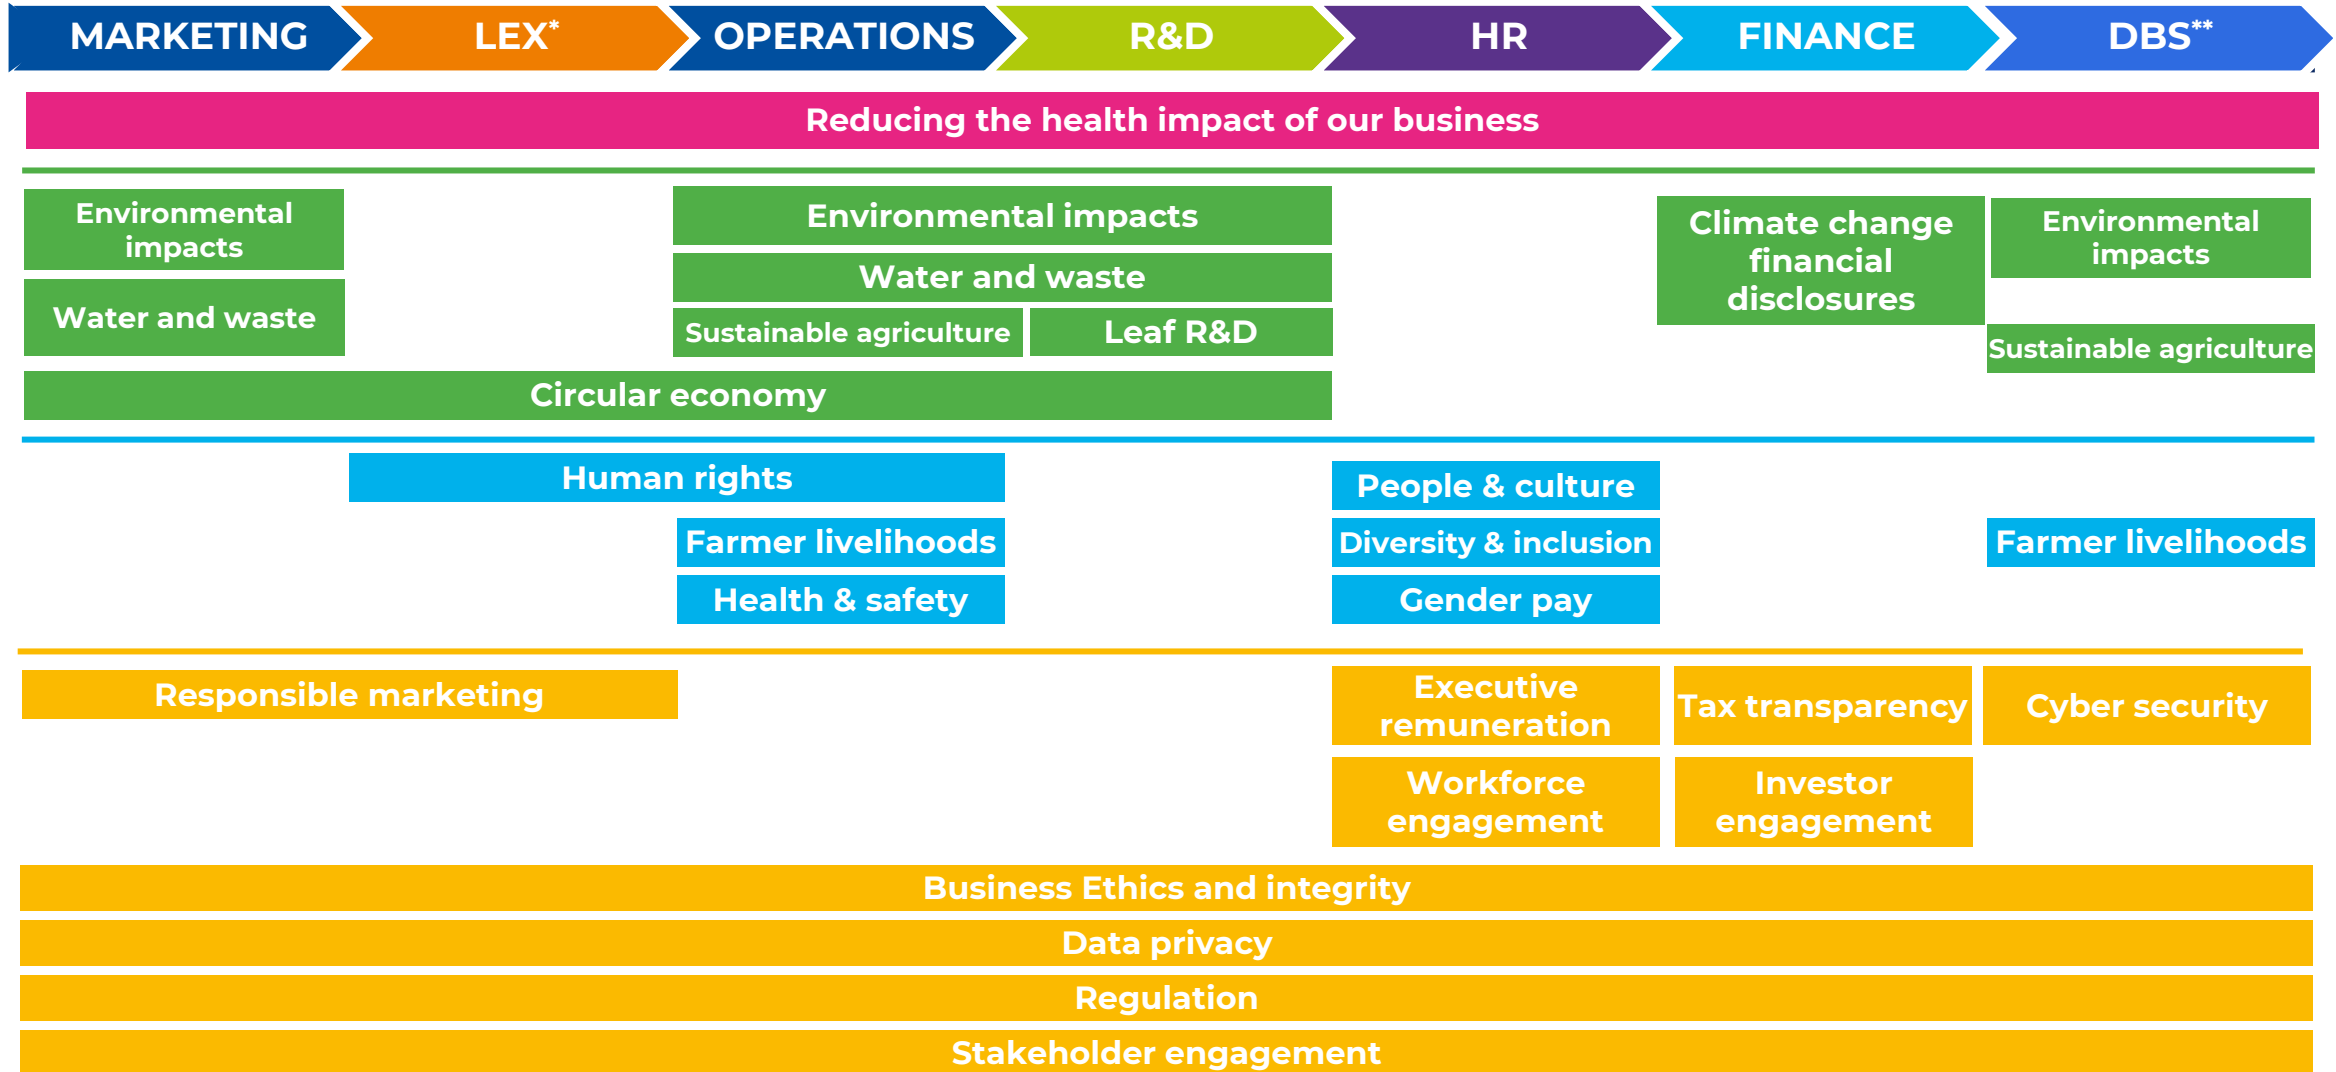 MARKETING
LEX*
OPERATIONS
R&D
HR
FINANCE
DBS**
Reducing the health impact of our business
Environmental
impacts
Environmental impacts
Climate change
financial
disclosures
Environmental
impacts
Water and waste
Water and waste
Sustainable agriculture
Leaf R&D
Sustainable agriculture
Circular economy
Human rights
People & culture
Farmer livelihoods
Diversity & inclusion
Farmer livelihoods
Health & safety
Gender pay
Responsible marketing
Executive
remuneration
Tax transparency
Cyber security
Workforce
engagement
Investor
engagement
Business Ethics and integrity
Data privacy
Regulation
Stakeholder engagement